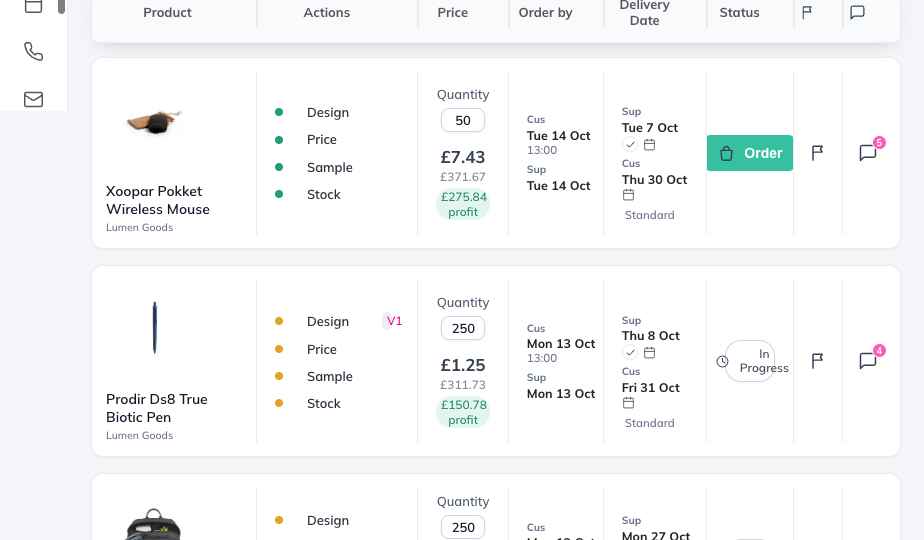 Product
Actions
Price
Order by
Delivery
Date
Status
Xoopar Pokket
Wireless Mouse
Lumen Goods
Design
Price
Sample
Stock
Quantity
50
£7.43
£371.67
£275.84
profit
Cus
Tue 14 Oct
13:00
Sup
Tue 14 Oct
Sup
Tue 7 Oct
Cus
Thu 30 Oct
Standard
Order
5
Prodir Ds8 True
Biotic Pen
Lumen Goods
Design V1
Price
Sample
Stock
Quantity
250
£1.25
£311.73
£150.78
profit
Cus
Mon 13 Oct
13:00
Sup
Mon 13 Oct
Sup
Thu 8 Oct
Cus
Fri 31 Oct
Standard
In
Progress
4
Design
Quantity
250
Cus
Sup
Mon 27 Oct